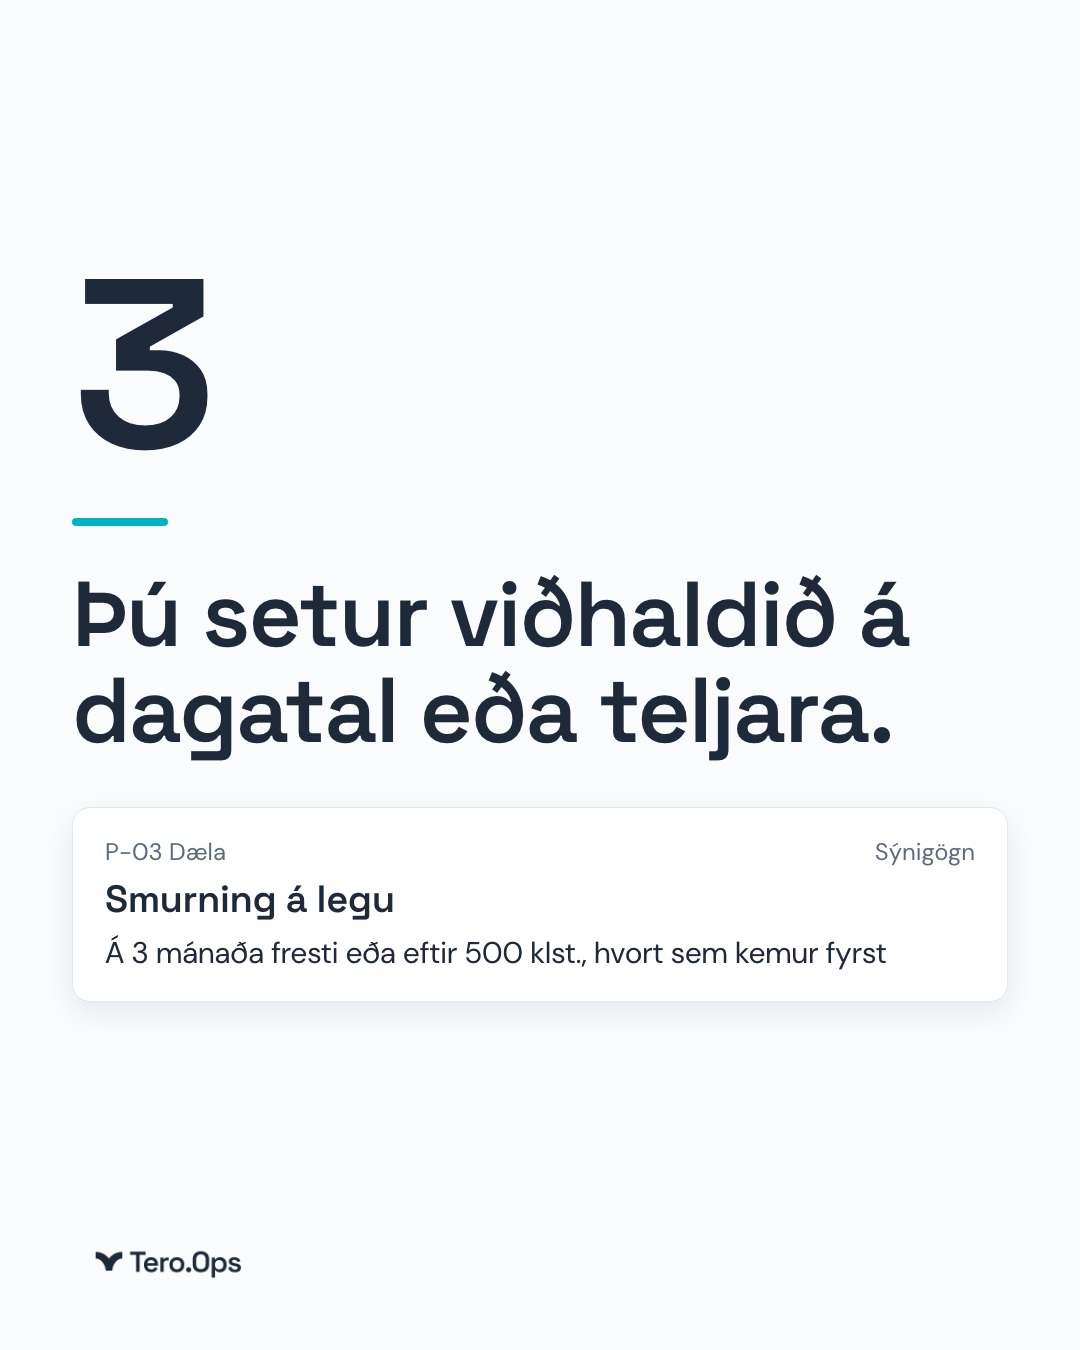 3
Þú setur viðhaldið á
dagatal eða teljara.
P-03 Dæla
Sýnigögn
Smurning á legu
Á 3 mánaða fresti eða eftir 500 klst., hvort sem kemur fyrst
Tero.Ops